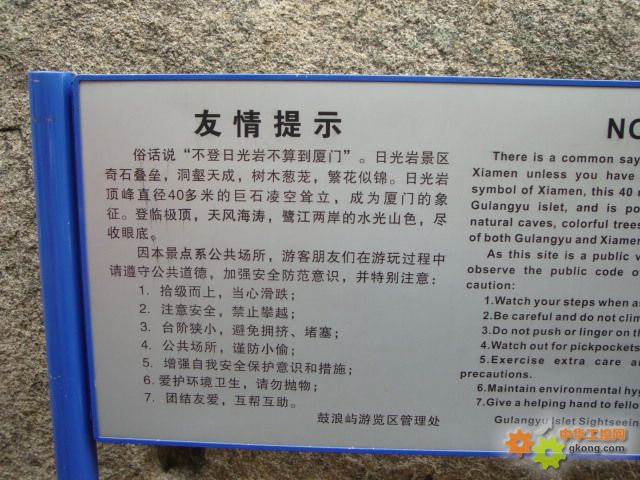 友情提示
俗话说“不登日光岩不算到厦门”。日光岩景区
奇石叠垒，洞壑天成，树木葱茏，繁花似锦。日光岩
顶峰直径40多米的巨石凌空耸立，成为厦门的象
征。登临极顶，天风海涛，鹭江两岸的水光山色，尽
收眼底。
因本景点系公共场所，游客朋友们在游玩过程中
请遵守公共道德，加强安全防范意识，并特别注意：
1. 拾级而上，当心滑跌；
2. 注意安全，禁止攀越；
3. 台阶狭小，避免拥挤、堵塞；
4. 公共场所，谨防小偷；
5. 增强自我安全保护意识和措施；
6. 爱护环境卫生，请勿抛物；
7. 团结友爱，互帮互助。
鼓浪屿游览区管理处
NO
There is a common say
Xiamen unless you have
symbol of Xiamen, this 40 m
Gulangyu islet, and is po
natural caves, colorful trees
of both Gulangyu and Xiamen
As this site is a public v
observe the public code of
caution:
1.Watch your steps when as
2.Be careful and do not clim
3.Do not push or linger on th
4.Watch out for pickpockets
5.Exercise extra care an
precautions.
6.Maintain environmental hyg
7.Give a helping hand to fello
Gulangyu Islet Sightseein
中华工控网
gkong.com